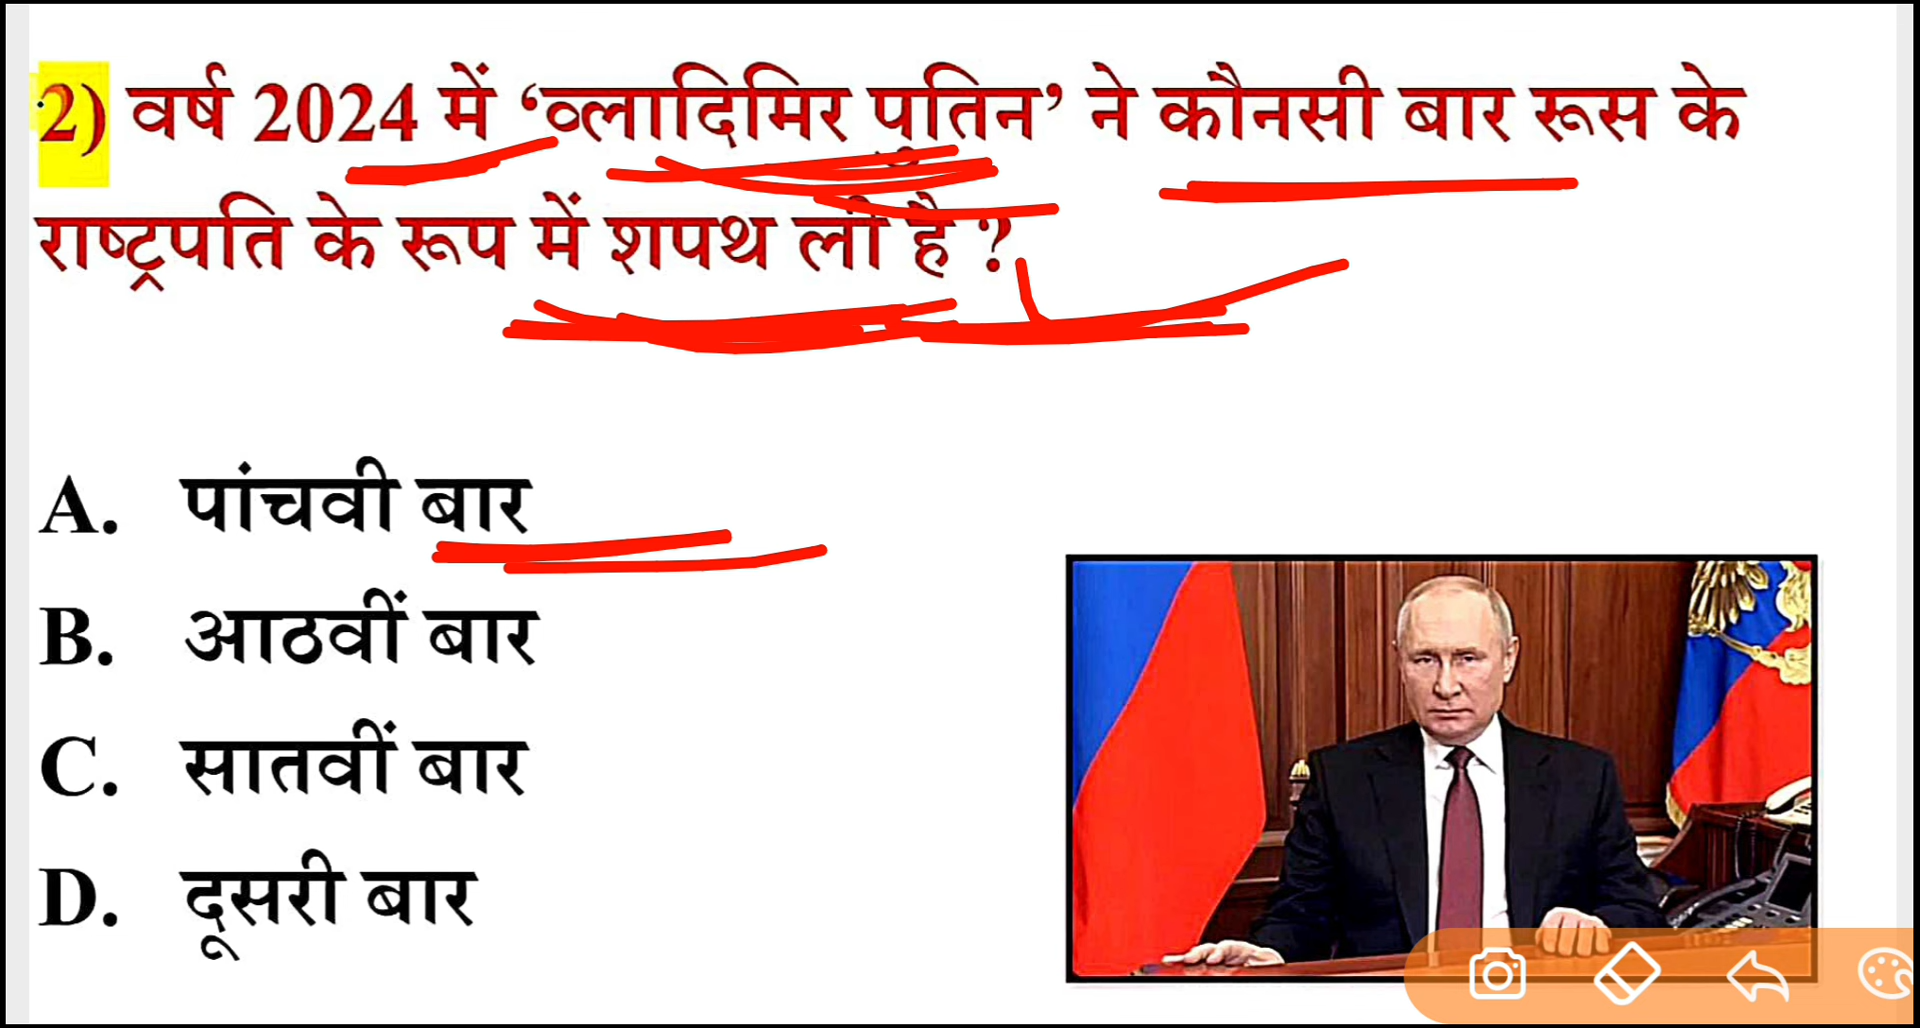 2) वर्ष 2024 में ‘व्लादिमिर पुतिन’ ने कौनसी बार रूस के
राष्ट्रपति के रूप में शपथ ली है ?
A. पांचवी बार
B. आठवीं बार
C. सातवीं बार
D. दूसरी बार